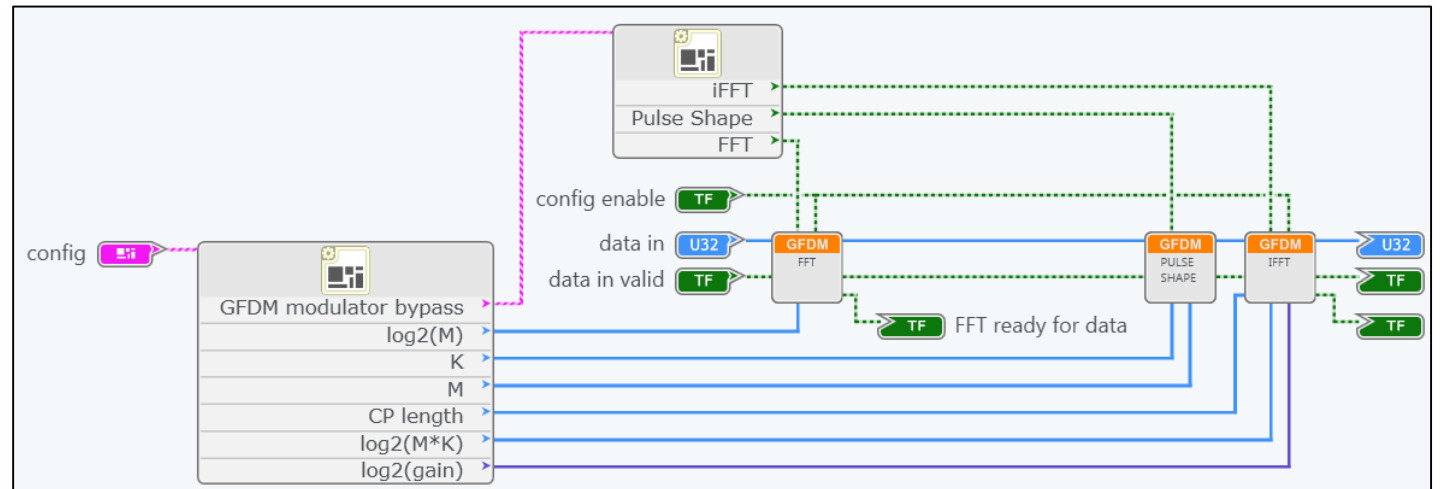 iFFT
Pulse Shape
FFT
config enable TF
data in U32
data in valid TF
GFDM
FFT
GFDM
PULSE
SHAPE
GFDM
IFFT
U32
TF
TF
TF FFT ready for data
config
GFDM modulator bypass
log2(M)
K
M
CP length
log2(M*K)
log2(gain)